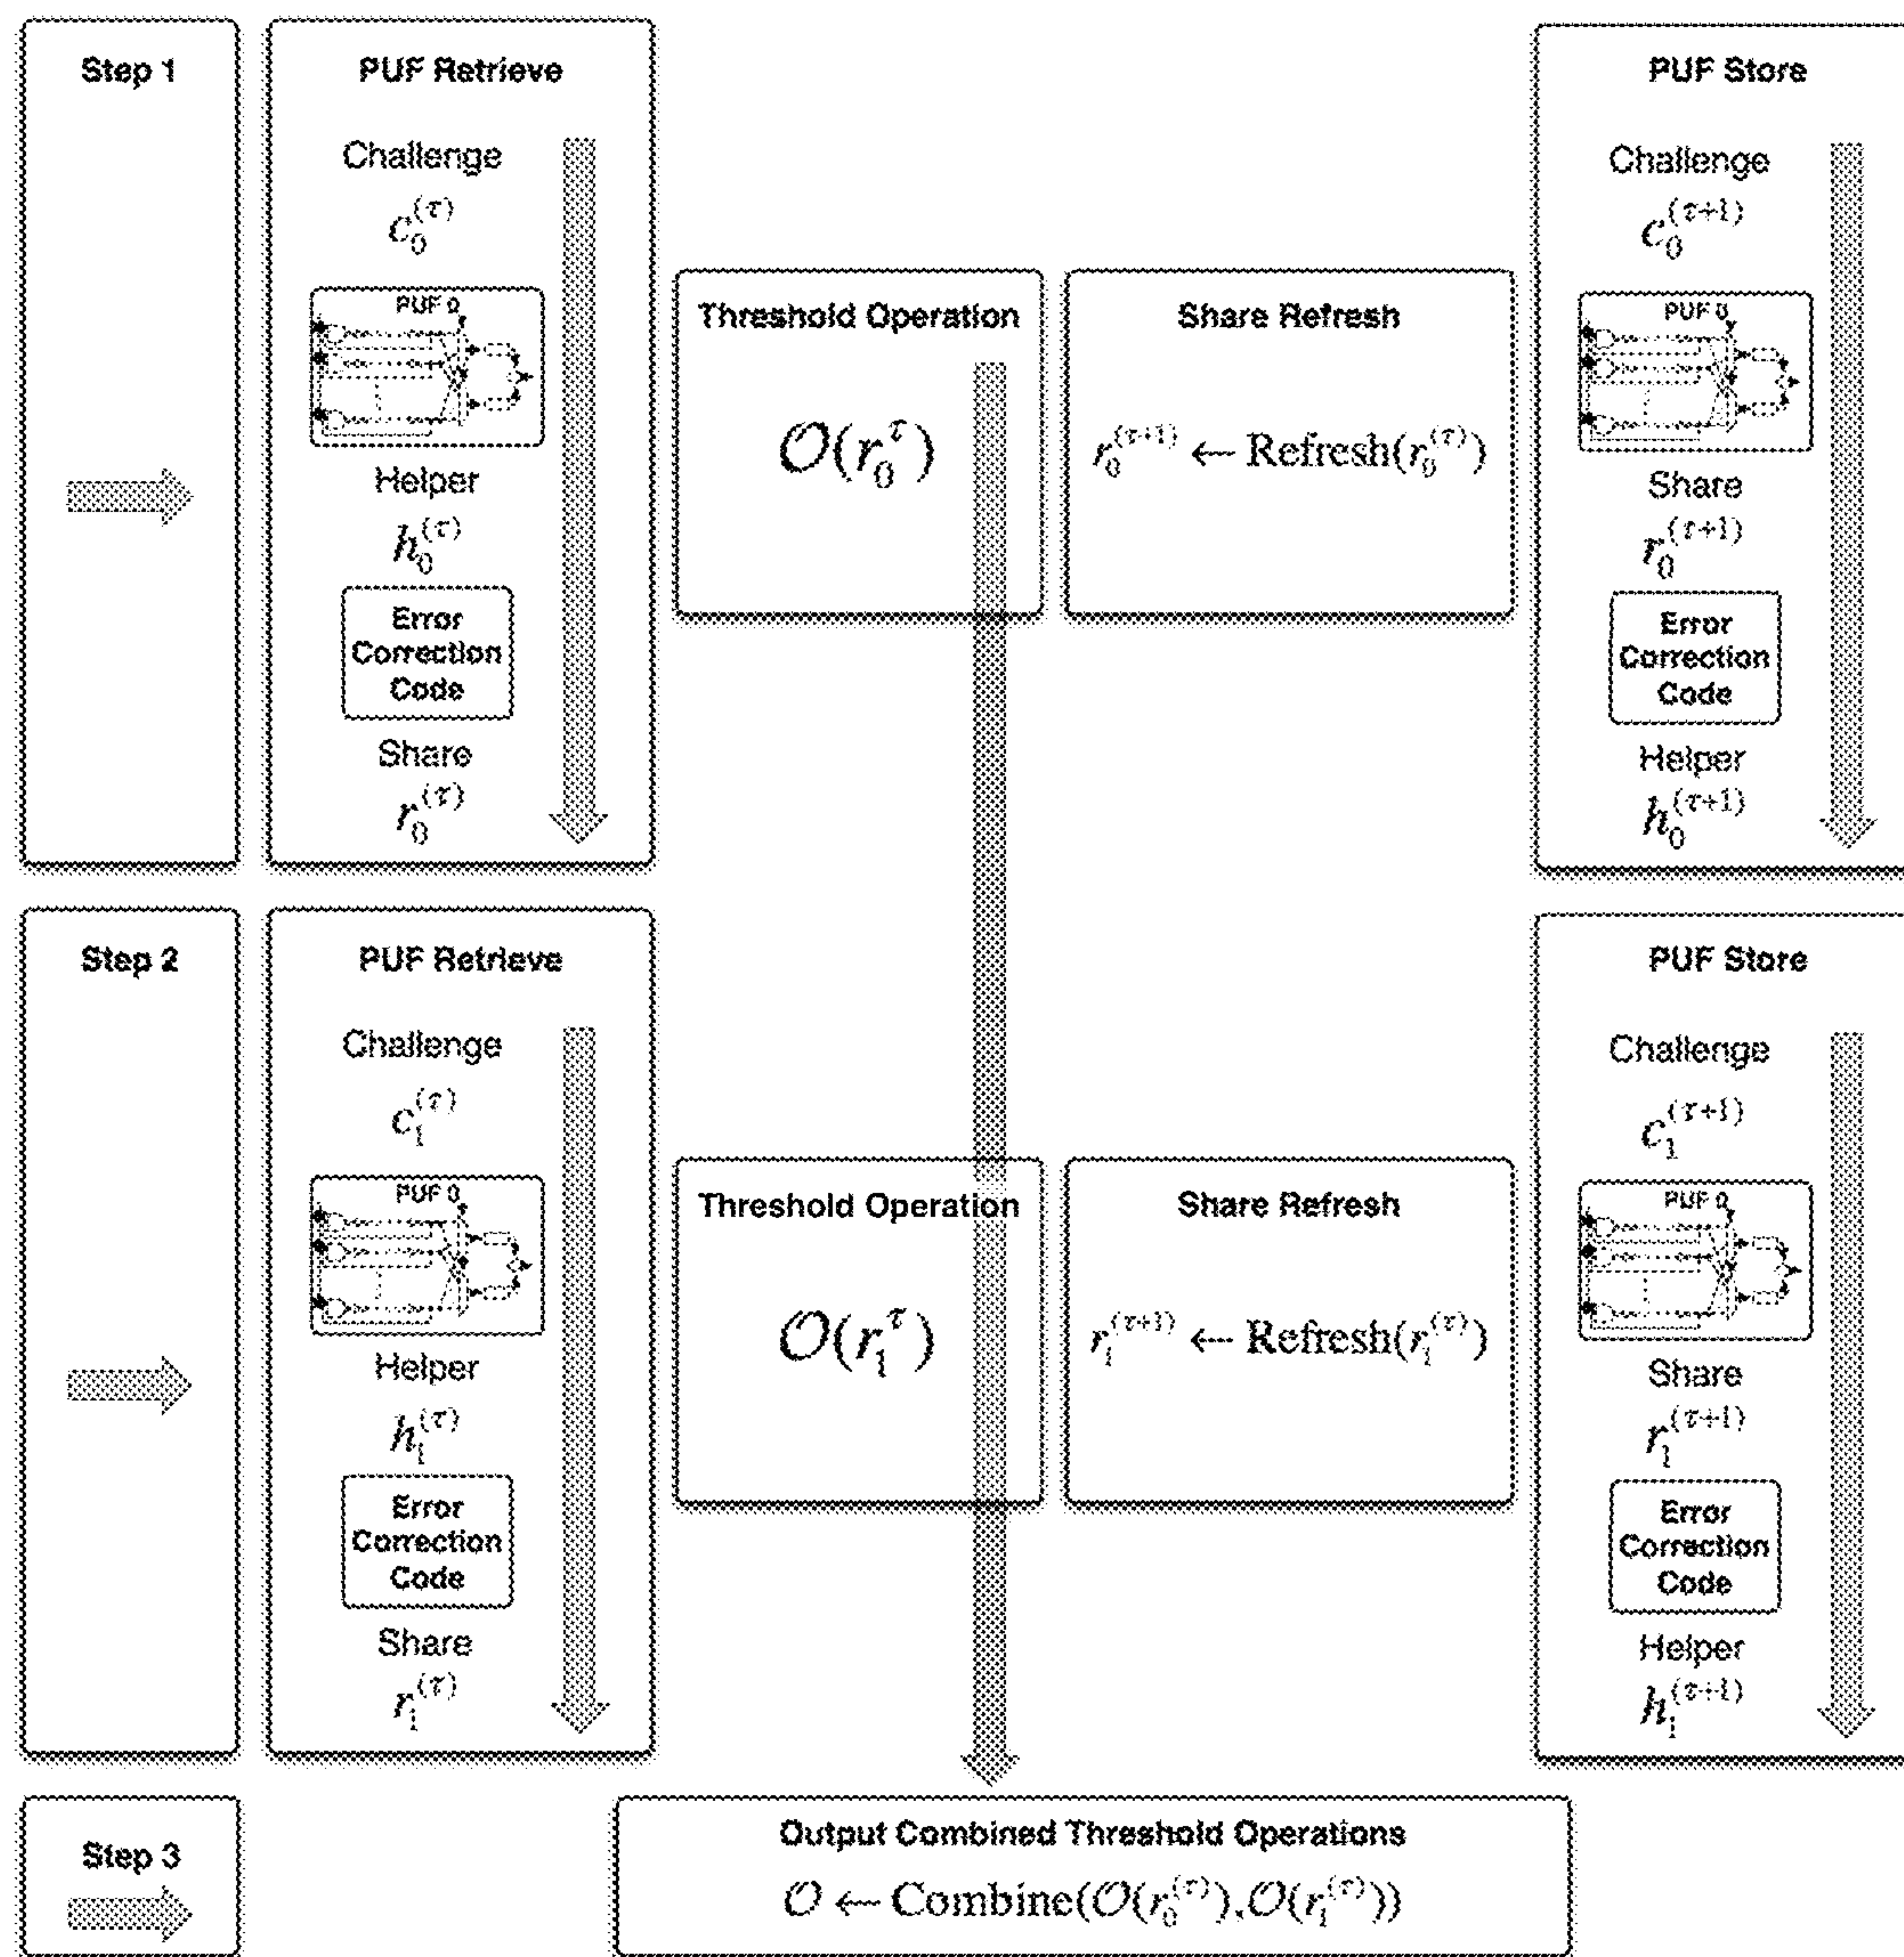 Step 1
PUF Retrieve
Challenge
c_0^{(τ)}
PUF 0
Helper
h_0^{(τ)}
Error
Correction
Code
Share
r_0^{(τ)}
Threshold Operation
𝒪(r_0^τ)
Share Refresh
r_0^{(τ+1)} ← Refresh(r_0^{(τ)})
PUF Store
Challenge
c_0^{(τ+1)}
PUF 0
Share
r_0^{(τ+1)}
Error
Correction
Code
Helper
h_0^{(τ+1)}
Step 2
PUF Retrieve
Challenge
c_1^{(τ)}
PUF 0
Helper
h_1^{(τ)}
Error
Correction
Code
Share
r_1^{(τ)}
Threshold Operation
𝒪(r_1^τ)
Share Refresh
r_1^{(τ+1)} ← Refresh(r_1^{(τ)})
PUF Store
Challenge
c_1^{(τ+1)}
PUF 0
Share
r_1^{(τ+1)}
Error
Correction
Code
Helper
h_1^{(τ+1)}
Step 3
Output Combined Threshold Operations
𝒪 ← Combine(𝒪(r_0^{(τ)}),𝒪(r_1^{(τ)}))